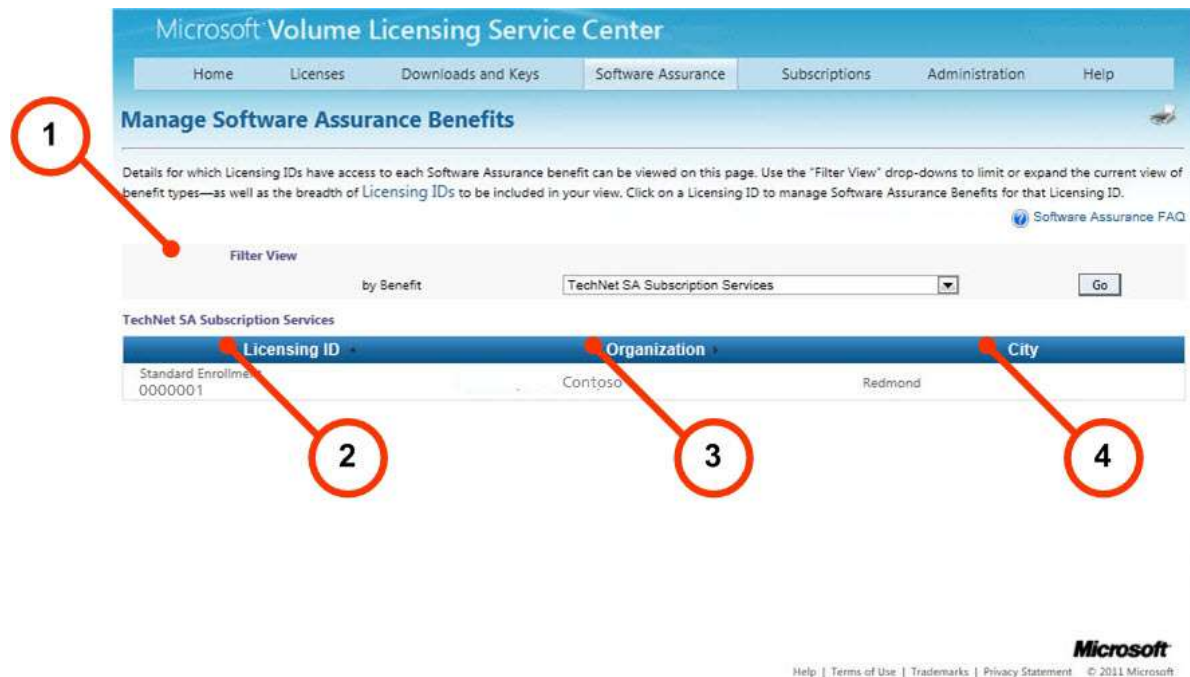 Microsoft Volume Licensing Service Center
Home Licenses Downloads and Keys Software Assurance Subscriptions Administration Help
1
Manage Software Assurance Benefits
Details for which Licensing IDs have access to each Software Assurance benefit can be viewed on this page. Use the "Filter View" drop-downs to limit or expand the current view of
benefit types—as well as the breadth of Licensing IDs to be included in your view. Click on a Licensing ID to manage Software Assurance Benefits for that Licensing ID.
Software Assurance FAQ
Filter View
by Benefit TechNet SA Subscription Services Go
TechNet SA Subscription Services
Licensing ID Organization City
Standard Enrollment
0000001 Contoso Redmond
2 3 4
Microsoft
Help | Terms of Use | Trademarks | Privacy Statement © 2011 Microsoft